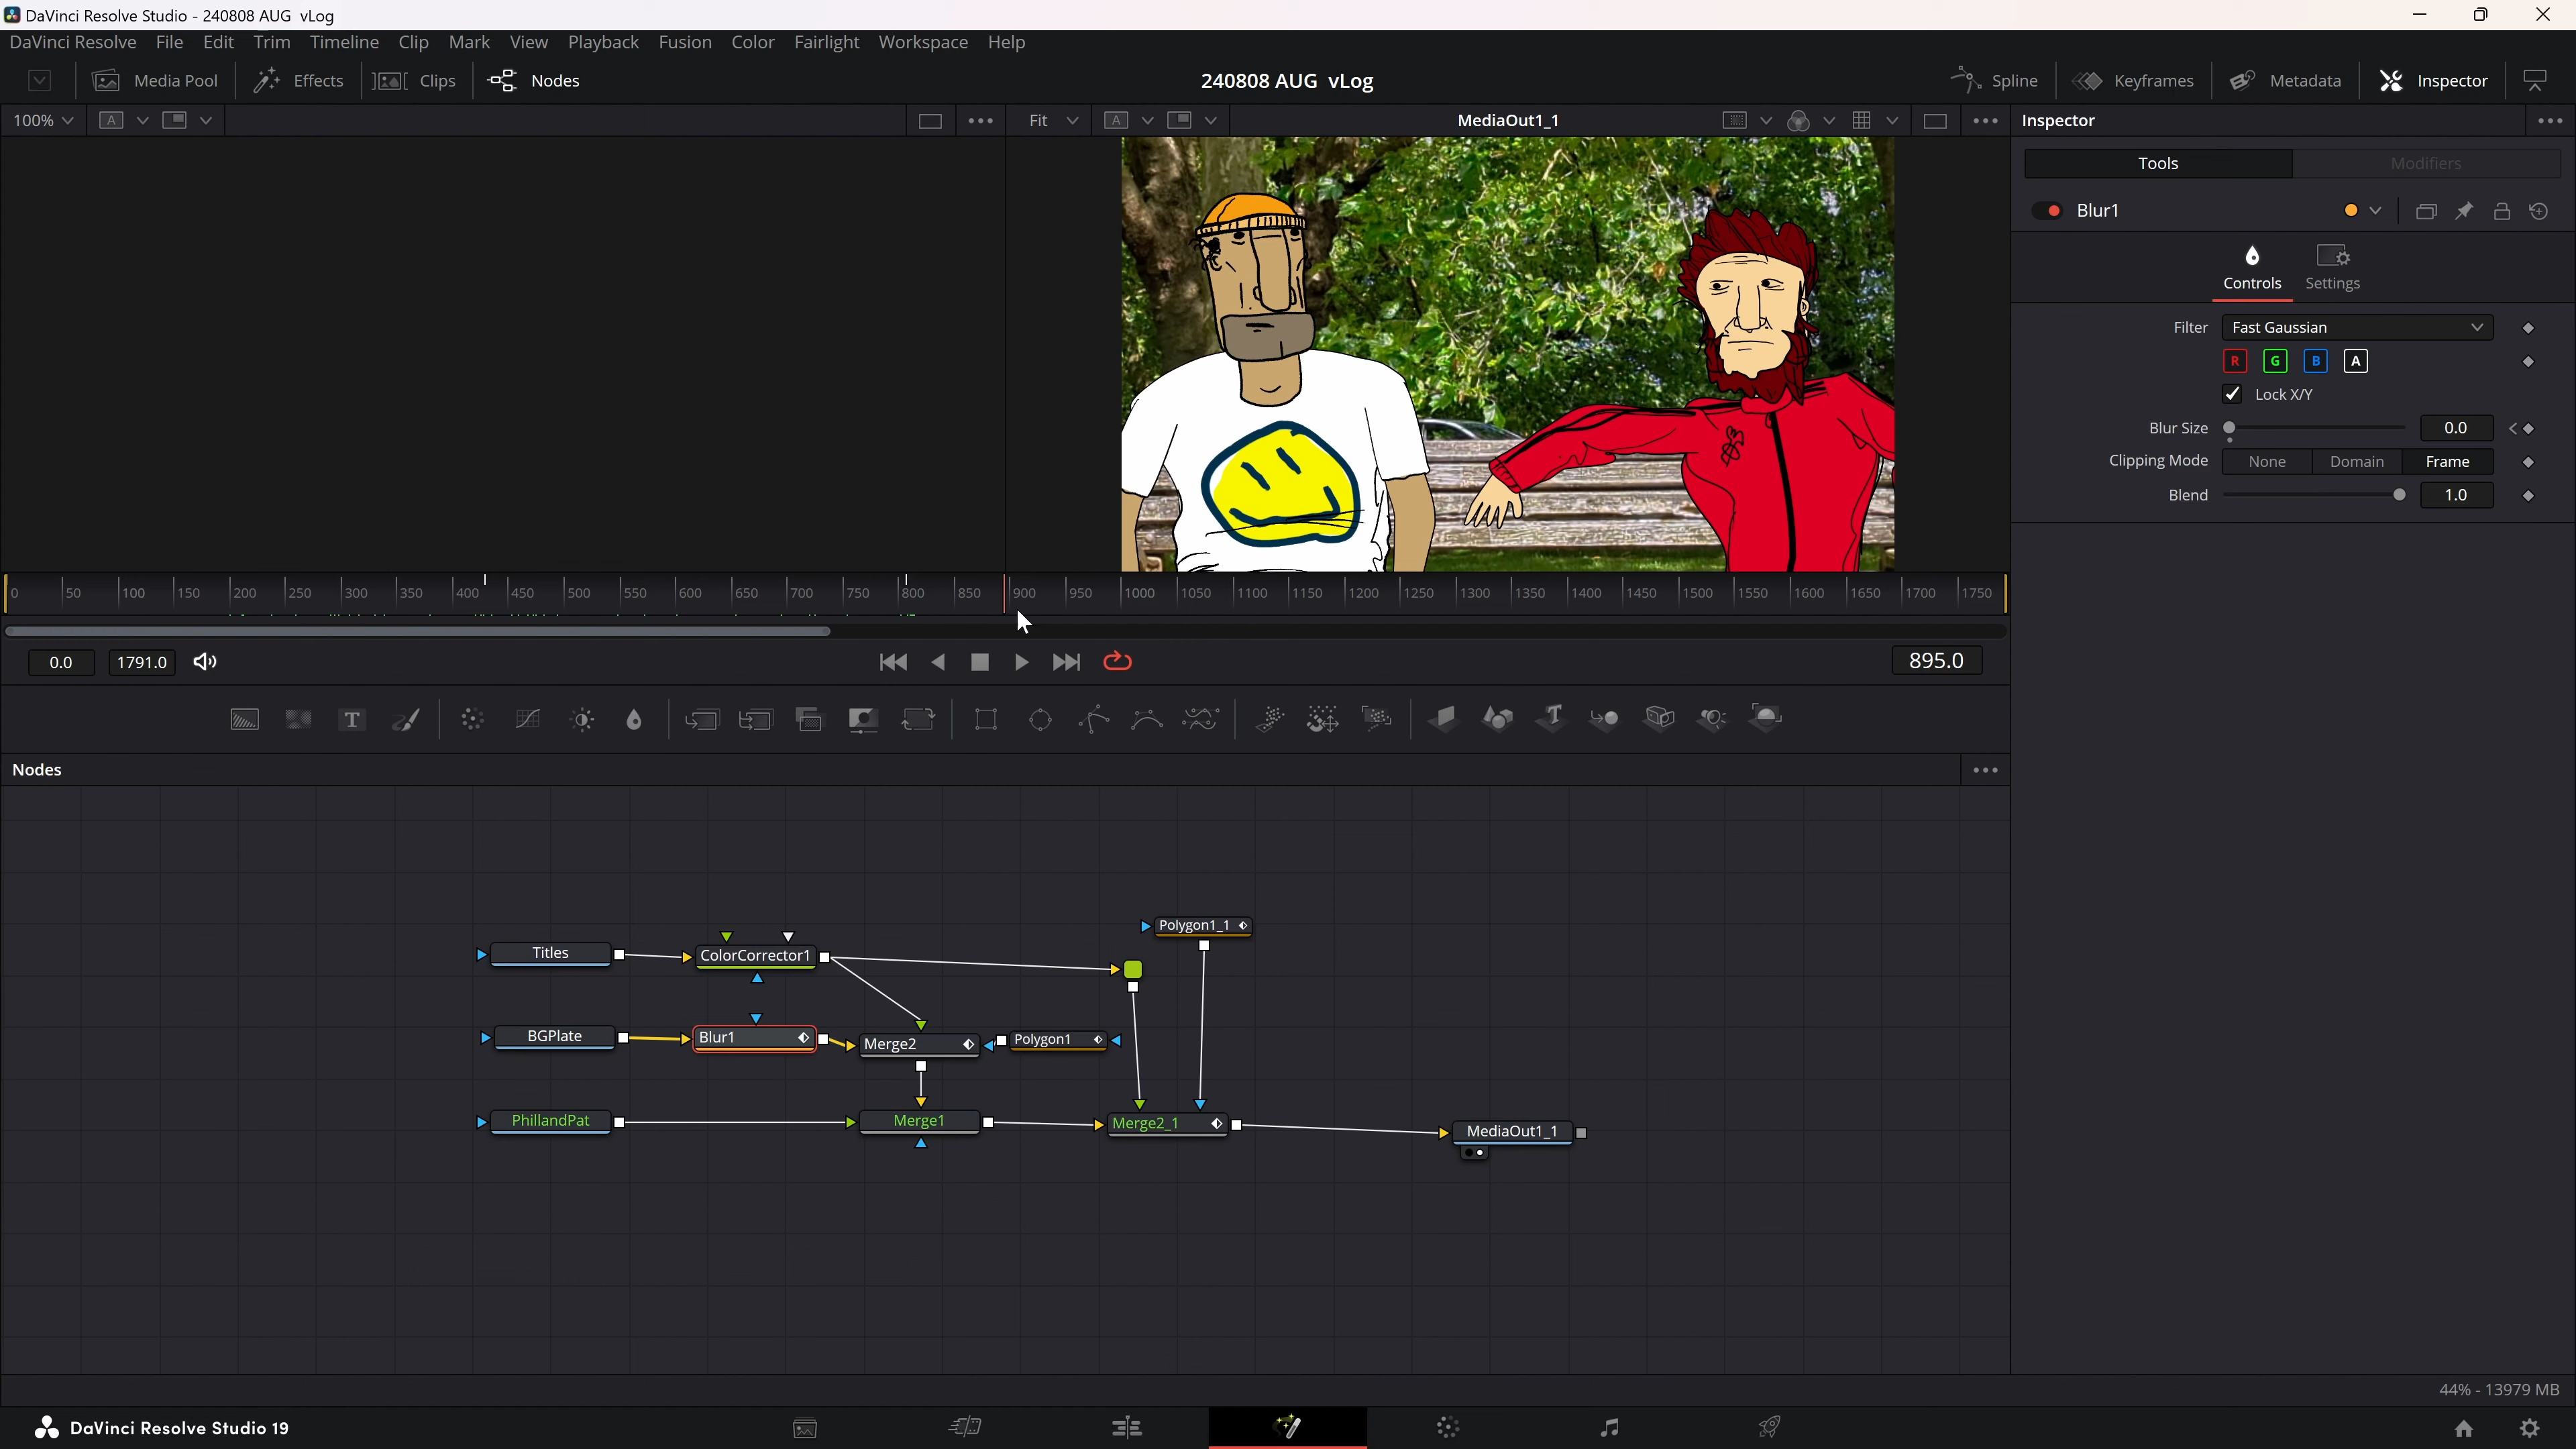 DaVinci Resolve Studio - 240808 AUG  vLog
DaVinci Resolve File Edit Trim Timeline Clip Mark View Playback Fusion Color Fairlight Workspace Help
Media Pool Effects Clips Nodes 240808 AUG  vLog Spline Keyframes Metadata Inspector
100% A Fit A MediaOut1_1 Inspector
Tools Modifiers
Blur1
Controls Settings
Filter Fast Gaussian
R G B A
Lock X/Y
Blur Size 0.0
Clipping Mode None Domain Frame
Blend 1.0
0 50 100 150 200 250 300 350 400 450 500 550 600 650 700 750 800 850 900 950 1000 1050 1100 1150 1200 1250 1300 1350 1400 1450 1500 1550 1600 1650 1700 1750
0.0 1791.0 895.0
T T
Nodes
Polygon1_1
Titles ColorCorrector1
BGPlate Blur1 Merge2 Polygon1
PhillandPat Merge1 Merge2_1 MediaOut1_1
44% - 13979 MB
DaVinci Resolve Studio 19